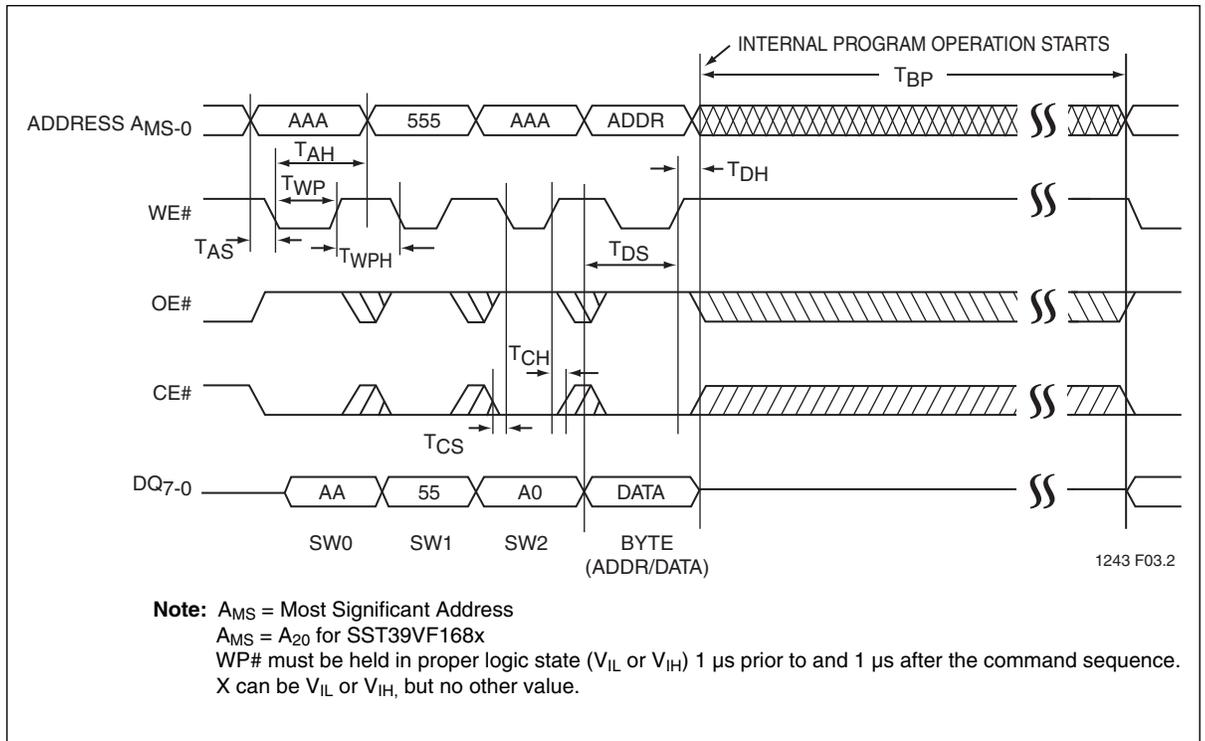 INTERNAL PROGRAM OPERATION STARTS
TBP
ADDRESS AMS-0
AAA
555
AAA
ADDR
TAH
TDH
TWP
WE#
TAS
TWPH
TDS
OE#
TCH
CE#
TCS
DQ7-0
AA
55
A0
DATA
SW0
SW1
SW2
BYTE
(ADDR/DATA)
1243 F03.2
Note: AMS = Most Significant Address
AMS = A20 for SST39VF168x
WP# must be held in proper logic state (VIL or VIH) 1 µs prior to and 1 µs after the command sequence.
X can be VIL or VIH, but no other value.